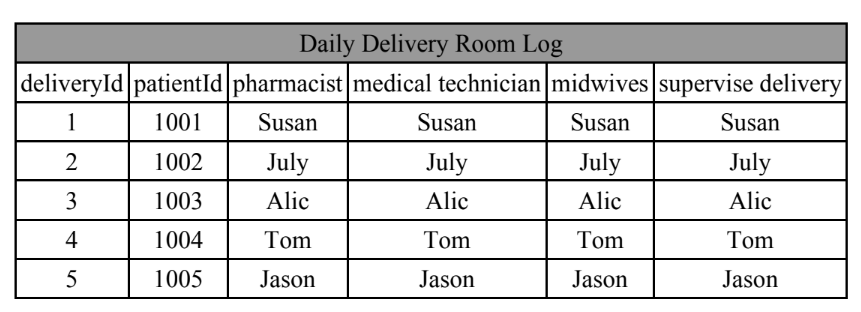 Daily Delivery Room Log
deliveryId patientId pharmacist medical technician midwives supervise delivery
1 1001 Susan Susan Susan Susan
2 1002 July July July July
3 1003 Alic Alic Alic Alic
4 1004 Tom Tom Tom Tom
5 1005 Jason Jason Jason Jason